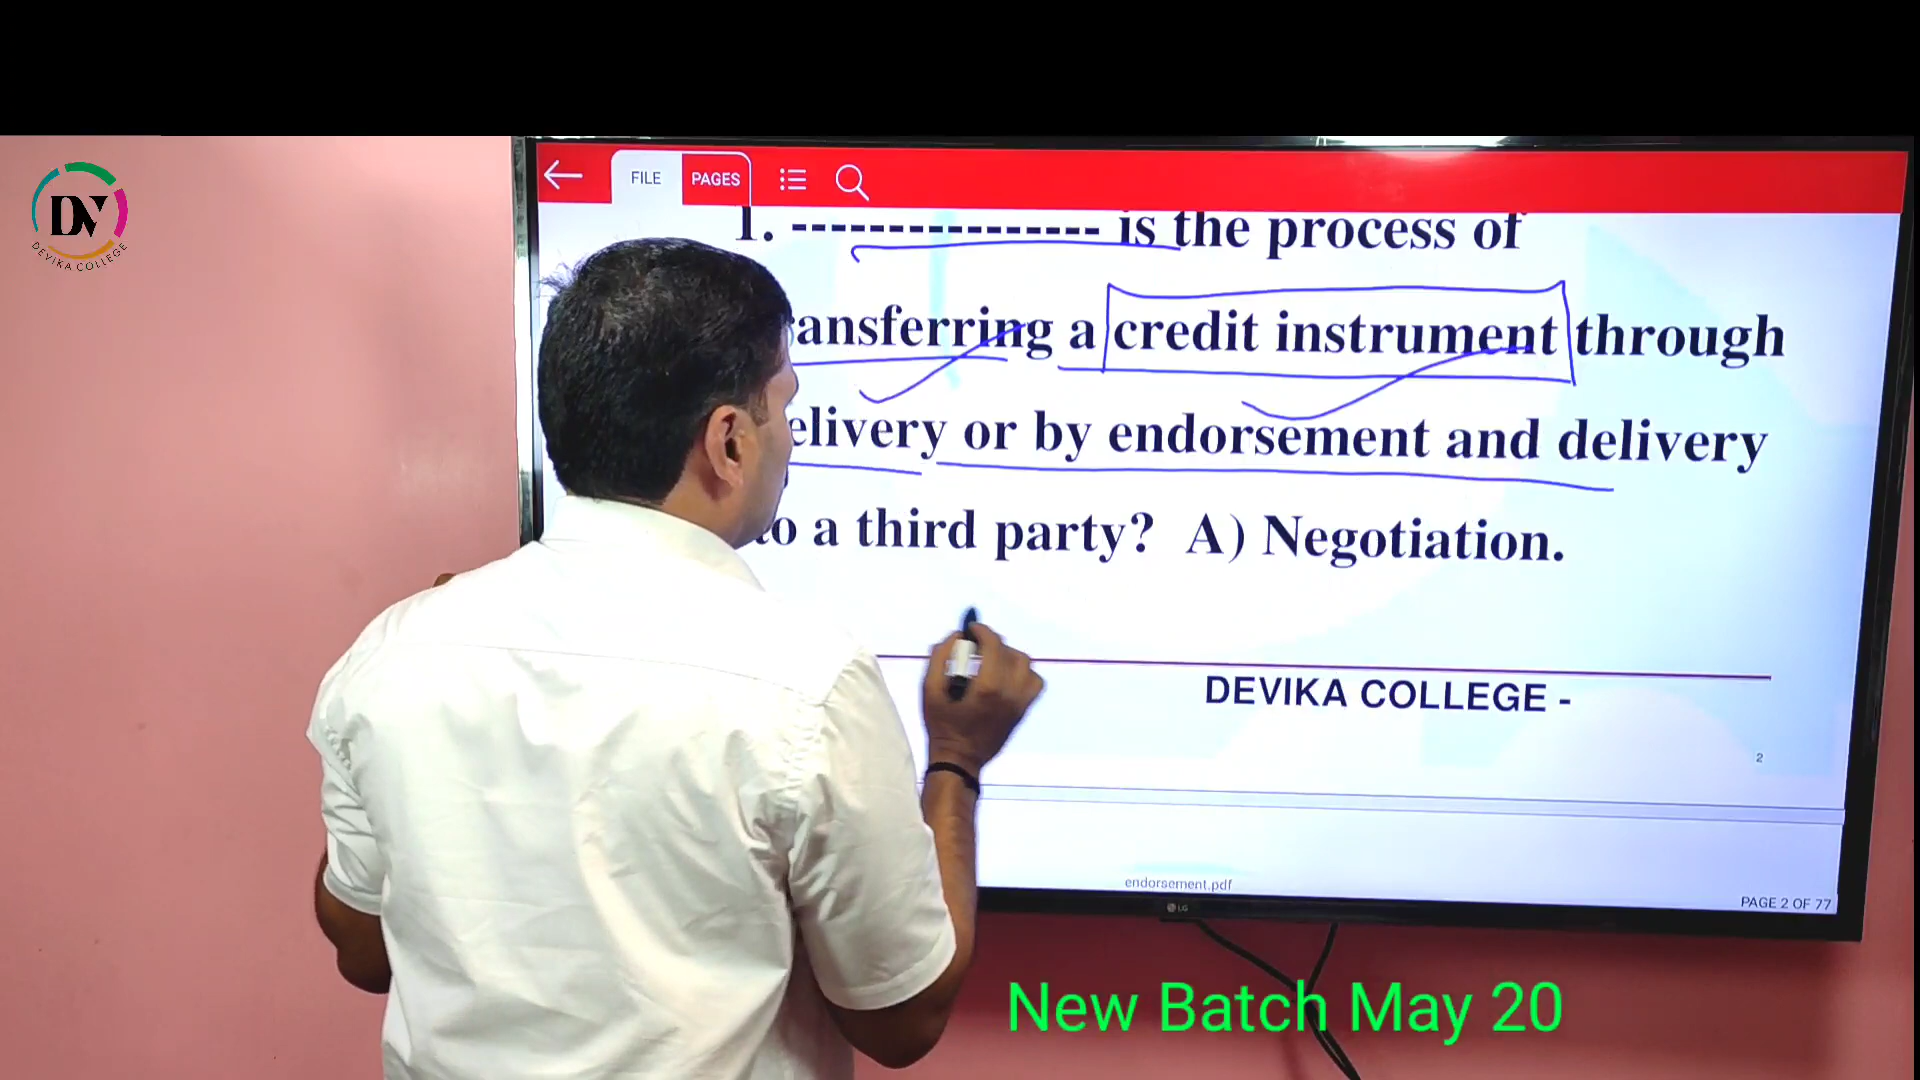 DV
DEVIKA COLLEGE
FILE PAGES
1. ---------------- is the process of
ansferring a credit instrument through
elivery or by endorsement and delivery
to a third party? A) Negotiation.
DEVIKA COLLEGE -
2
endorsement.pdf
PAGE 2 OF 77
LG
New Batch May 20